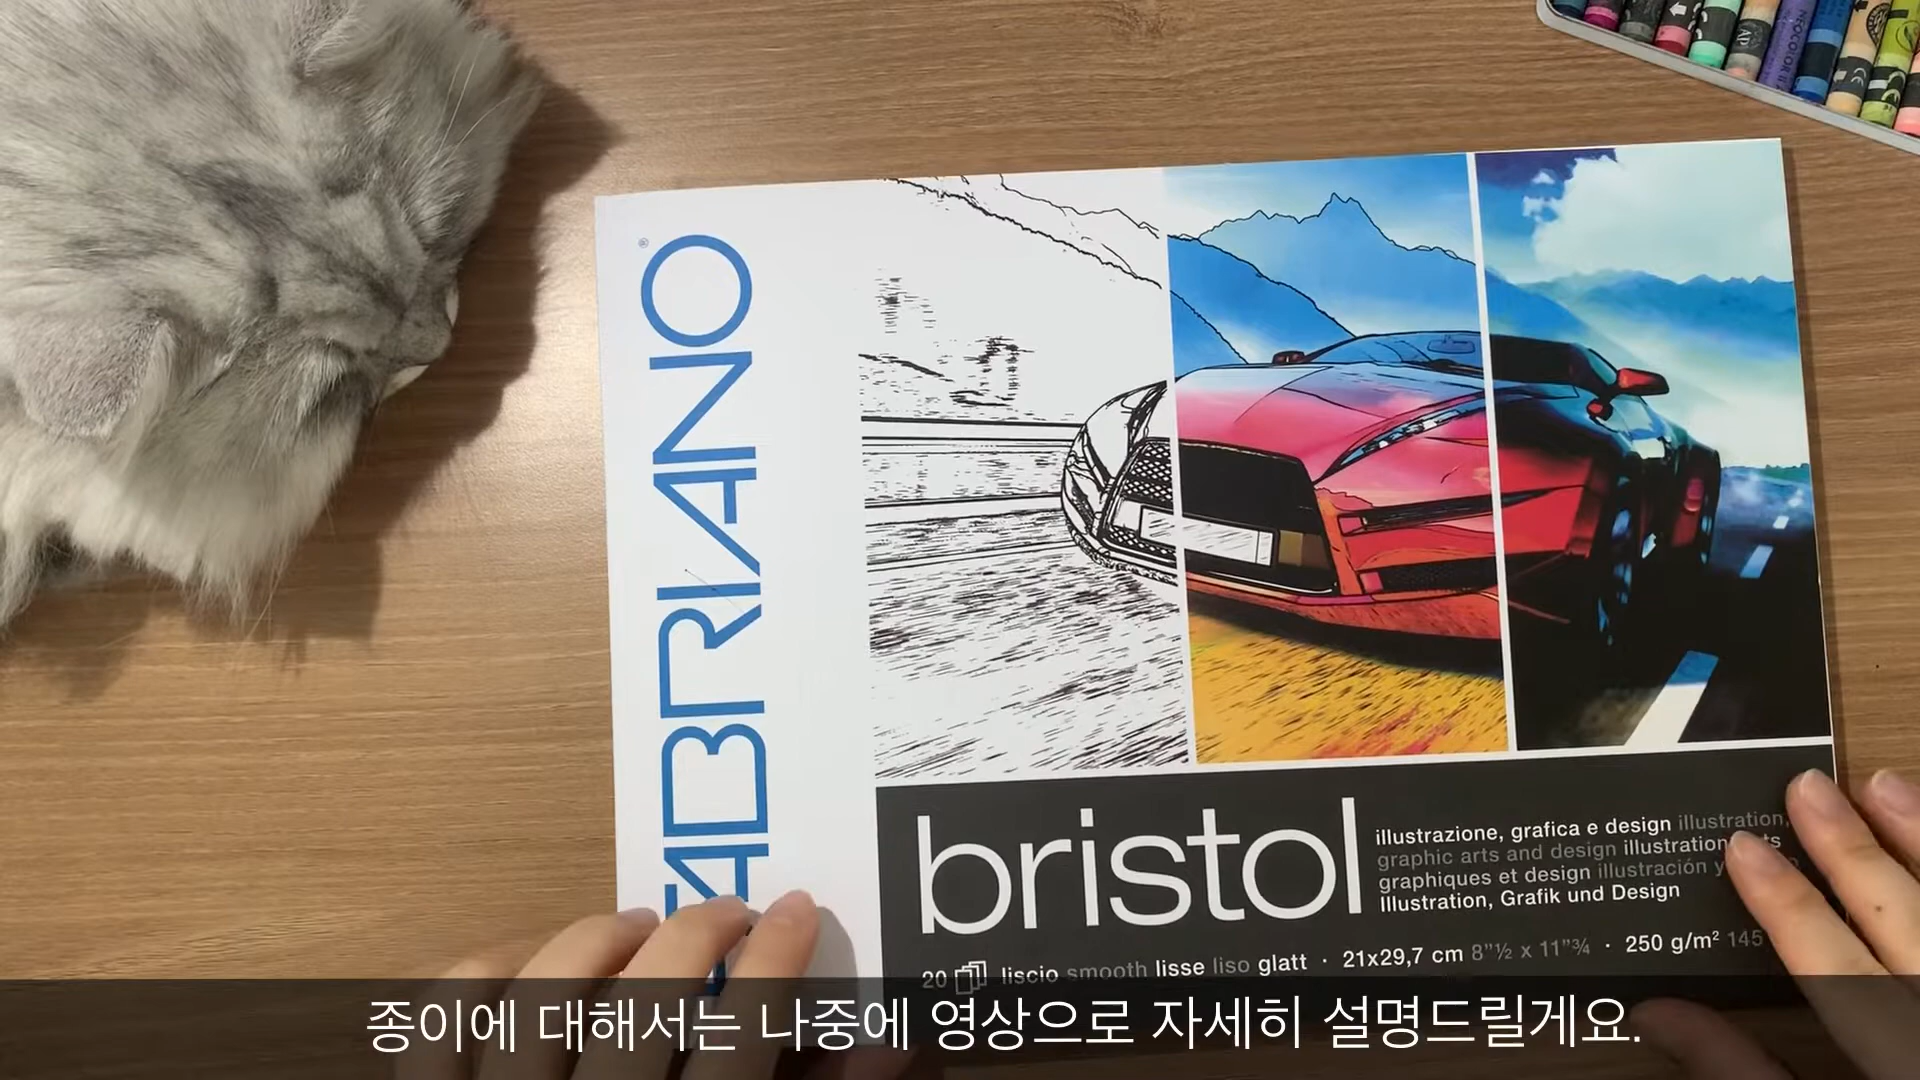 FABRIANO
®
bristol
illustrazione, grafica e design illustration,
graphic arts and design illustration
graphiques et design illustración y
Illustration, Grafik und Design
20 liscio smooth lisse liso glatt · 21x29,7 cm 8”½ x 11”¾ · 250 g/m² 145
NEOCOLOR II
종이에 대해서는 나중에 영상으로 자세히 설명드릴게요.